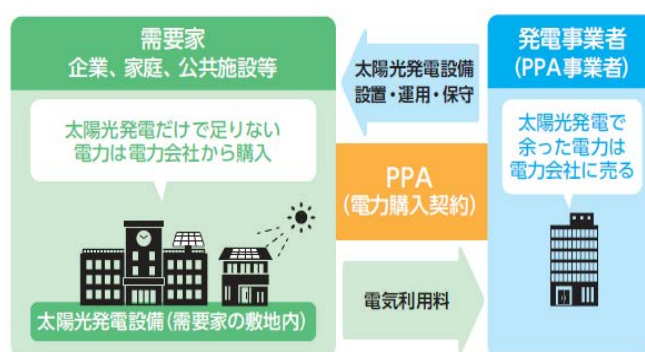 需要家
企業、家庭、公共施設等
太陽光発電だけで足りない
電力は電力会社から購入
太陽光発電設備(需要家の敷地内)
太陽光発電設備
設置・運用・保守
PPA
(電力購入契約)
電気利用料
発電事業者
(PPA事業者)
太陽光発電で
余った電力は
電力会社に売る